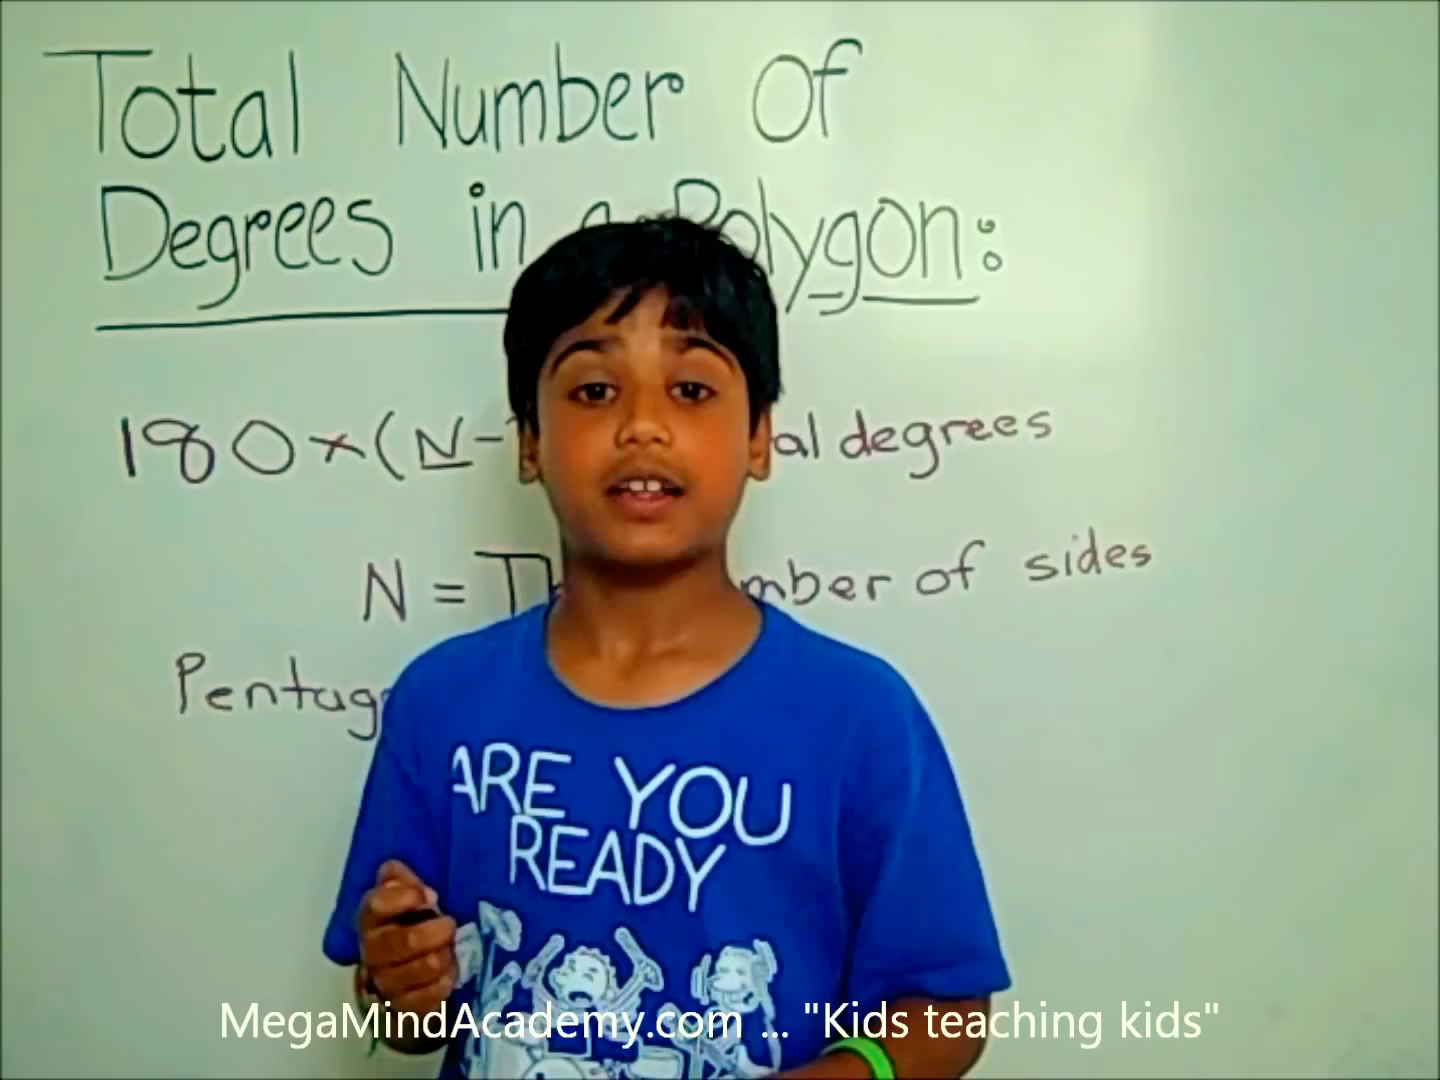 Total Number Of
Degrees in a Polygon:
180 × (N- al degrees
N = Th mber of sides
Pentag
ARE YOU
READY
MegaMindAcademy.com ... "Kids teaching kids"